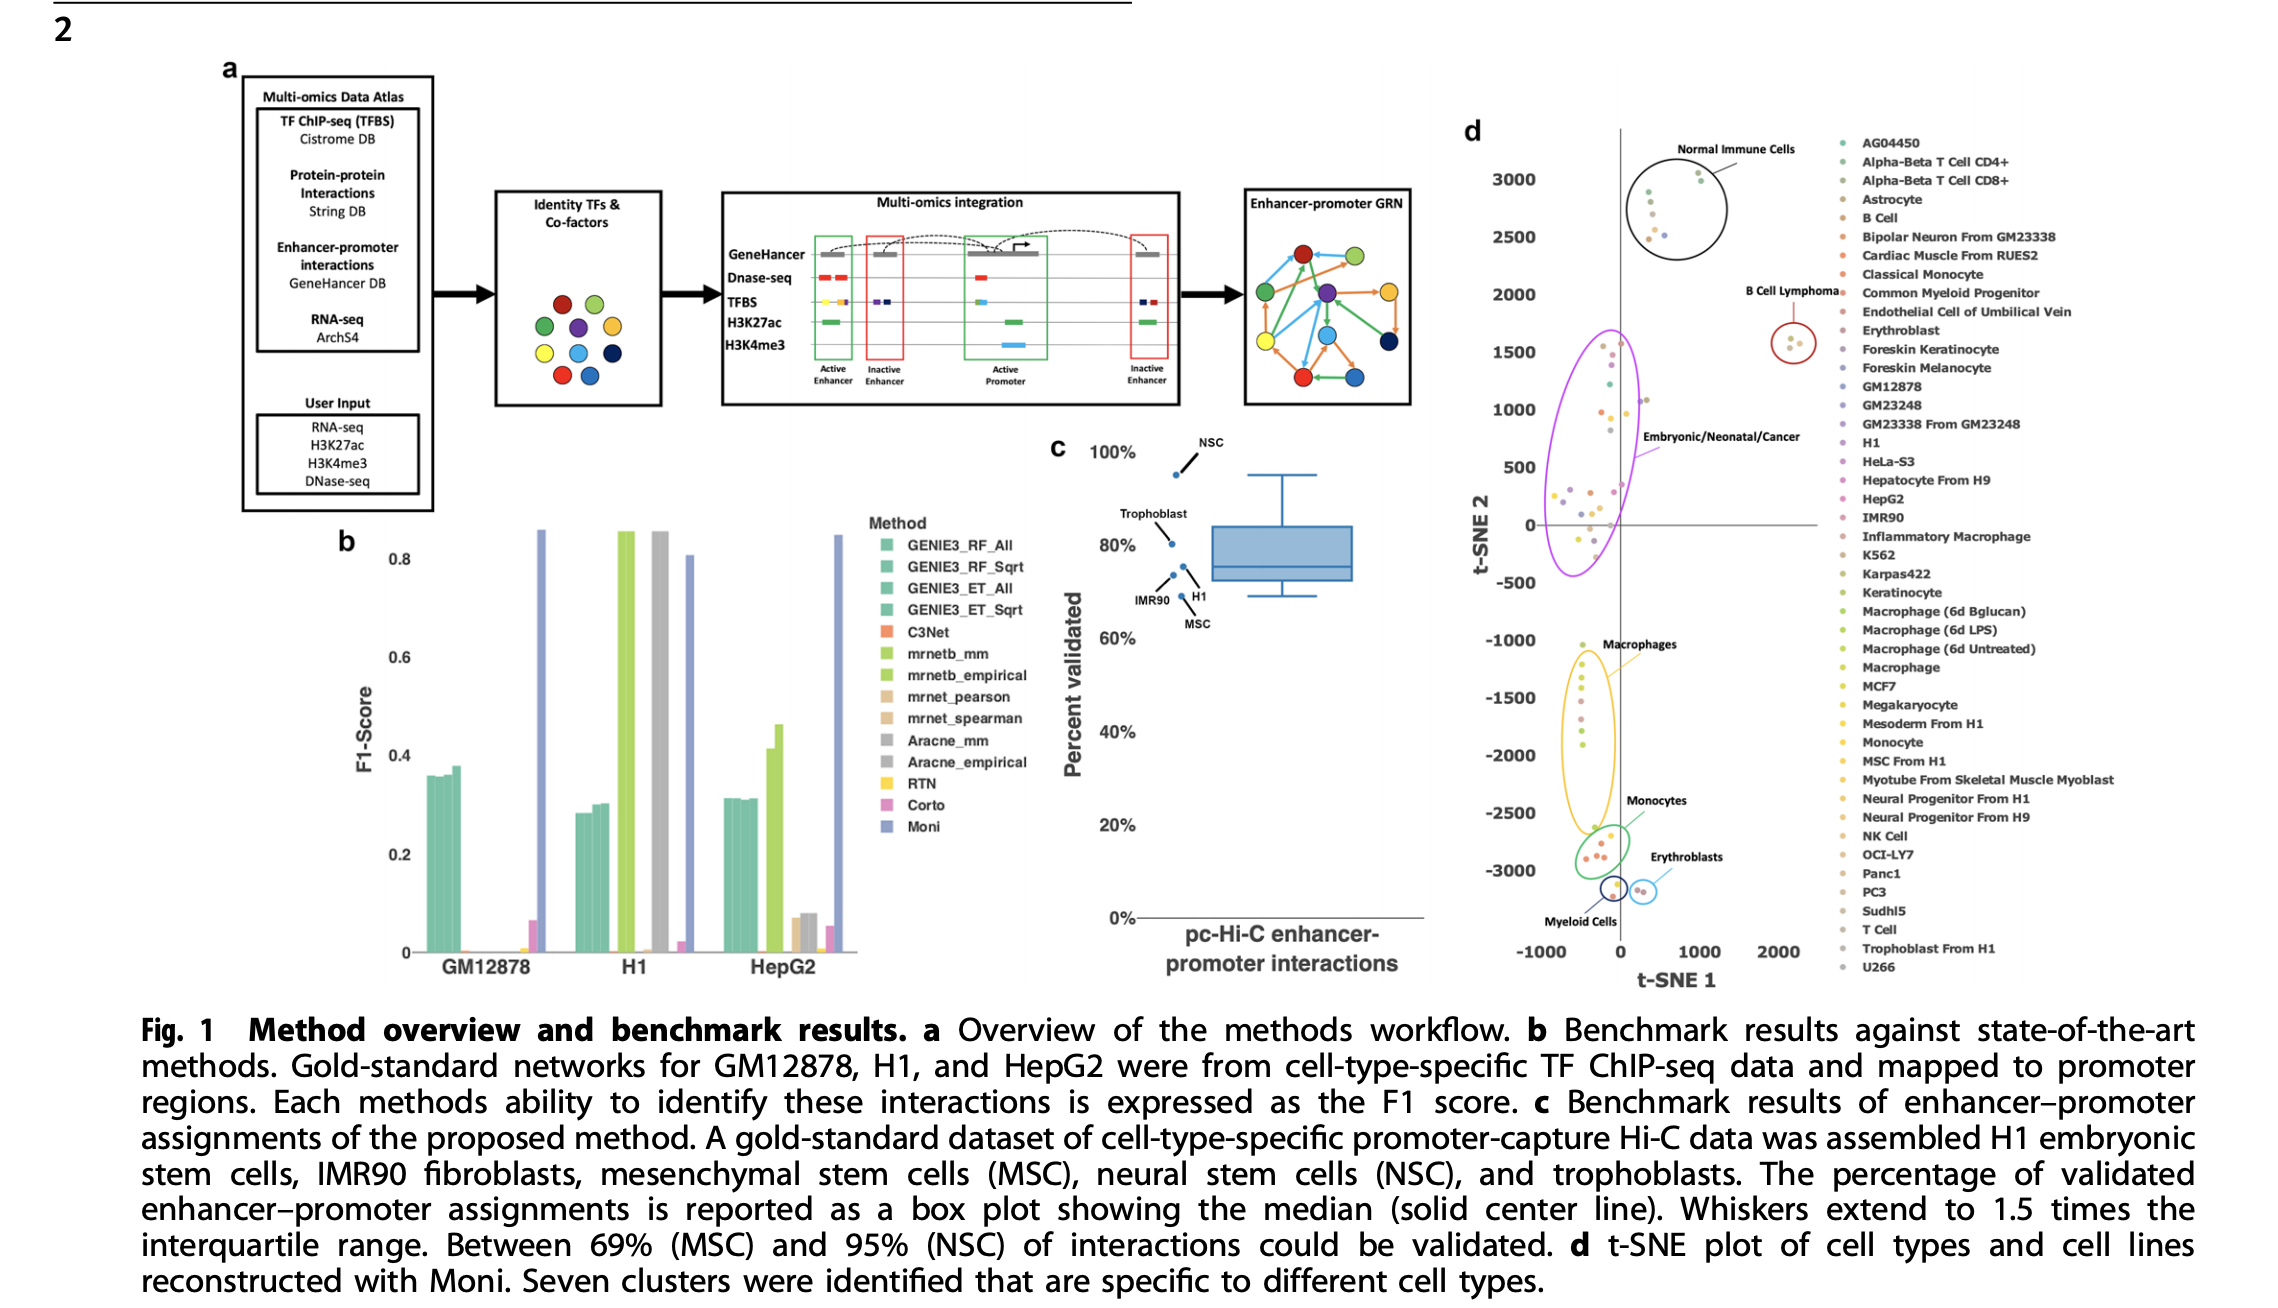 2
a
Multi-omics Data Atlas
TF ChIP-seq (TFBS)
Cistrome DB
Protein-protein
Interactions
String DB
Enhancer-promoter
interactions
GeneHancer DB
RNA-seq
ArchS4
User Input
RNA-seq
H3K27ac
H3K4me3
DNase-seq
Identity TFs &
Co-factors
Multi-omics integration
GeneHancer
Dnase-seq
TFBS
H3K27ac
H3K4me3
Active
Enhancer
Inactive
Enhancer
Active
Promoter
Inactive
Enhancer
Enhancer-promoter GRN
b
F1-Score
0.8
0.6
0.4
0.2
0
GM12878
H1
HepG2
Method
GENIE3_RF_All
GENIE3_RF_Sqrt
GENIE3_ET_All
GENIE3_ET_Sqrt
C3Net
mrnetb_mm
mrnetb_empirical
mrnet_pearson
mrnet_spearman
Aracne_mm
Aracne_empirical
RTN
Corto
Moni
c
Percent validated
100%
80%
60%
40%
20%
0%
NSC
Trophoblast
IMR90
H1
MSC
pc-Hi-C enhancer-
promoter interactions
d
t-SNE 2
3000
2500
2000
1500
1000
500
0
-500
-1000
-1500
-2000
-2500
-3000
Normal Immune Cells
B Cell Lymphoma
Embryonic/Neonatal/Cancer
Macrophages
Monocytes
Erythroblasts
Myeloid Cells
-1000
0
1000
2000
t-SNE 1
AG04450
Alpha-Beta T Cell CD4+
Alpha-Beta T Cell CD8+
Astrocyte
B Cell
Bipolar Neuron From GM23338
Cardiac Muscle From RUES2
Classical Monocyte
Common Myeloid Progenitor
Endothelial Cell of Umbilical Vein
Erythroblast
Foreskin Keratinocyte
Foreskin Melanocyte
GM12878
GM23248
GM23338 From GM23248
H1
HeLa-S3
Hepatocyte From H9
HepG2
IMR90
Inflammatory Macrophage
K562
Karpas422
Keratinocyte
Macrophage (6d Bglucan)
Macrophage (6d LPS)
Macrophage (6d Untreated)
Macrophage
MCF7
Megakaryocyte
Mesoderm From H1
Monocyte
MSC From H1
Myotube From Skeletal Muscle Myoblast
Neural Progenitor From H1
Neural Progenitor From H9
NK Cell
OCI-LY7
Panc1
PC3
Sudhl5
T Cell
Trophoblast From H1
U266
Fig. 1 Method overview and benchmark results. a Overview of the methods workflow. b Benchmark results against state-of-the-art
methods. Gold-standard networks for GM12878, H1, and HepG2 were from cell-type-specific TF ChIP-seq data and mapped to promoter
regions. Each methods ability to identify these interactions is expressed as the F1 score. c Benchmark results of enhancer–promoter
assignments of the proposed method. A gold-standard dataset of cell-type-specific promoter-capture Hi-C data was assembled H1 embryonic
stem cells, IMR90 fibroblasts, mesenchymal stem cells (MSC), neural stem cells (NSC), and trophoblasts. The percentage of validated
enhancer–promoter assignments is reported as a box plot showing the median (solid center line). Whiskers extend to 1.5 times the
interquartile range. Between 69% (MSC) and 95% (NSC) of interactions could be validated. d t-SNE plot of cell types and cell lines
reconstructed with Moni. Seven clusters were identified that are specific to different cell types.